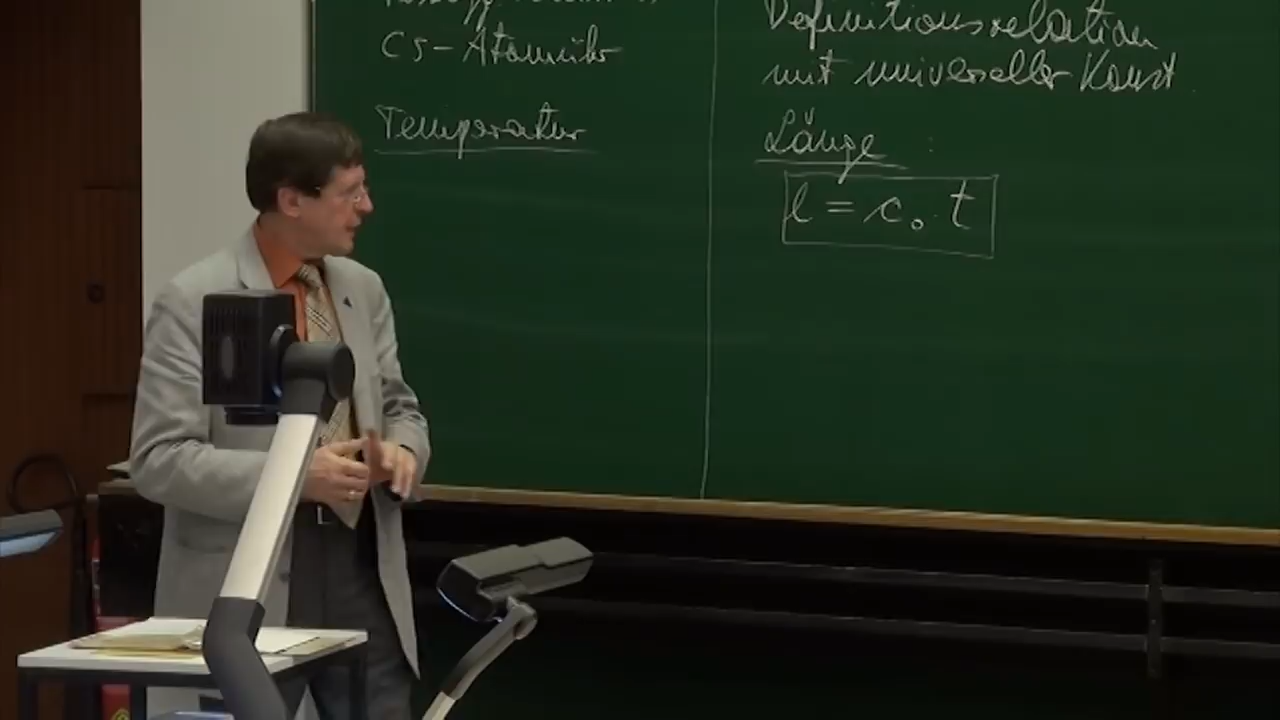 Cs-Atomuhr
Temperatur
Definitionsrelation
mit universeller Konst.
Länge :
l = c₀ · t